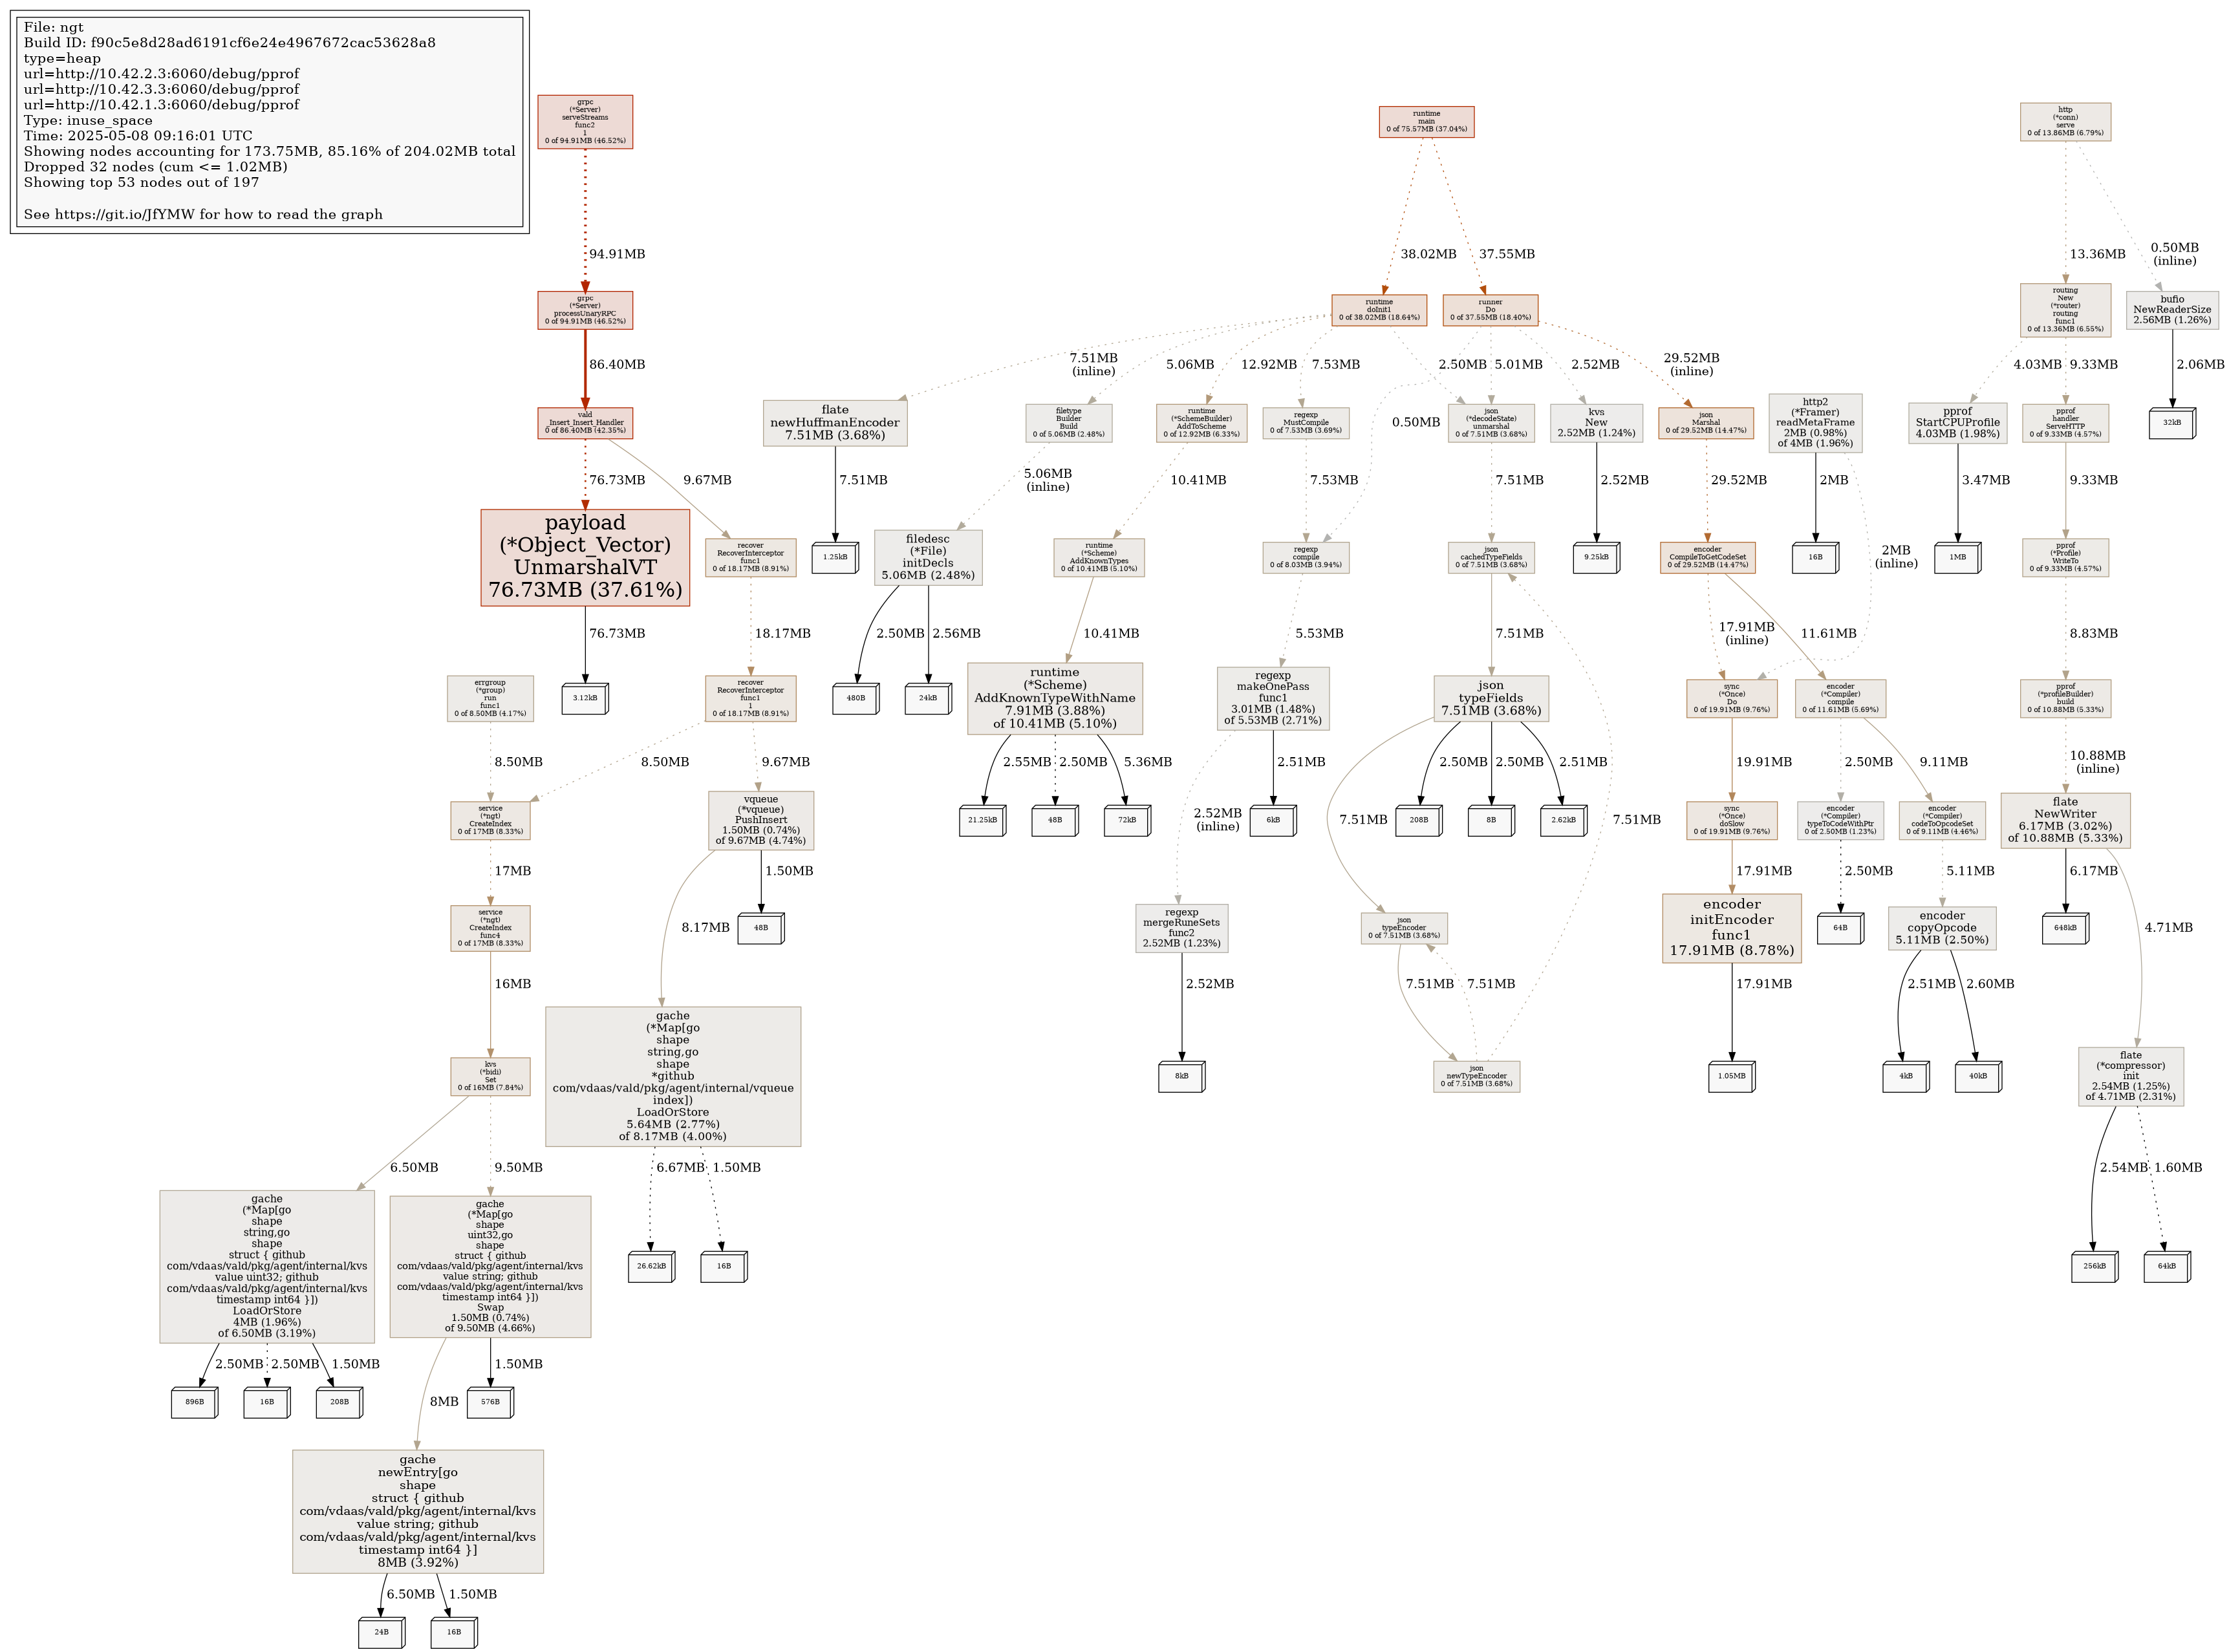 File: ngt
Build ID: f90c5e8d28ad6191cf6e24e4967672cac53628a8
type=heap
url=http://10.42.2.3:6060/debug/pprof
url=http://10.42.3.3:6060/debug/pprof
url=http://10.42.1.3:6060/debug/pprof
Type: inuse_space
Time: 2025-05-08 09:16:01 UTC
Showing nodes accounting for 173.75MB, 85.16% of 204.02MB total
Dropped 32 nodes (cum <= 1.02MB)
Showing top 53 nodes out of 197
See https://git.io/JfYMW for how to read the graph
grpc
(*Server)
serveStreams
func2
1
0 of 94.91MB (46.52%)
runtime
main
0 of 75.57MB (37.04%)
http
(*conn)
serve
0 of 13.86MB (6.79%)
94.91MB
38.02MB
37.55MB
13.36MB
0.50MB
(inline)
grpc
(*Server)
processUnaryRPC
0 of 94.91MB (46.52%)
runtime
doInit1
0 of 38.02MB (18.64%)
runner
Do
0 of 37.55MB (18.40%)
routing
New
(*router)
routing
func1
0 of 13.36MB (6.55%)
bufio
NewReaderSize
2.56MB (1.26%)
86.40MB
7.51MB
(inline)
5.06MB
12.92MB
7.53MB
2.50MB
5.01MB
2.52MB
29.52MB
(inline)
0.50MB
4.03MB
9.33MB
2.06MB
vald
_Insert_Insert_Handler
0 of 86.40MB (42.35%)
flate
newHuffmanEncoder
7.51MB (3.68%)
filetype
Builder
Build
0 of 5.06MB (2.48%)
runtime
(*SchemeBuilder)
AddToScheme
0 of 12.92MB (6.33%)
regexp
MustCompile
0 of 7.53MB (3.69%)
json
(*decodeState)
unmarshal
0 of 7.51MB (3.68%)
kvs
New
2.52MB (1.24%)
json
Marshal
0 of 29.52MB (14.47%)
http2
(*Framer)
readMetaFrame
2MB (0.98%)
of 4MB (1.96%)
pprof
StartCPUProfile
4.03MB (1.98%)
pprof
handler
ServeHTTP
0 of 9.33MB (4.57%)
32kB
76.73MB
9.67MB
7.51MB
5.06MB
(inline)
10.41MB
7.53MB
7.51MB
2.52MB
29.52MB
2MB
2MB
(inline)
3.47MB
9.33MB
payload
(*Object_Vector)
UnmarshalVT
76.73MB (37.61%)
recover
RecoverInterceptor
func1
0 of 18.17MB (8.91%)
1.25kB
filedesc
(*File)
initDecls
5.06MB (2.48%)
runtime
(*Scheme)
AddKnownTypes
0 of 10.41MB (5.10%)
regexp
compile
0 of 8.03MB (3.94%)
json
cachedTypeFields
0 of 7.51MB (3.68%)
9.25kB
encoder
CompileToGetCodeSet
0 of 29.52MB (14.47%)
16B
1MB
pprof
(*Profile)
WriteTo
0 of 9.33MB (4.57%)
76.73MB
18.17MB
2.50MB
2.56MB
10.41MB
5.53MB
7.51MB
17.91MB
(inline)
11.61MB
8.83MB
errgroup
(*group)
run
func1
0 of 8.50MB (4.17%)
3.12kB
recover
RecoverInterceptor
func1
1
0 of 18.17MB (8.91%)
480B
24kB
runtime
(*Scheme)
AddKnownTypeWithName
7.91MB (3.88%)
of 10.41MB (5.10%)
regexp
makeOnePass
func1
3.01MB (1.48%)
of 5.53MB (2.71%)
json
typeFields
7.51MB (3.68%)
sync
(*Once)
Do
0 of 19.91MB (9.76%)
encoder
(*Compiler)
compile
0 of 11.61MB (5.69%)
pprof
(*profileBuilder)
build
0 of 10.88MB (5.33%)
8.50MB
8.50MB
9.67MB
2.55MB
2.50MB
5.36MB
2.52MB
(inline)
2.51MB
7.51MB
2.50MB
2.50MB
2.51MB
7.51MB
19.91MB
2.50MB
9.11MB
10.88MB
(inline)
service
(*ngt)
CreateIndex
0 of 17MB (8.33%)
vqueue
(*vqueue)
PushInsert
1.50MB (0.74%)
of 9.67MB (4.74%)
21.25kB
48B
72kB
6kB
208B
8B
2.62kB
sync
(*Once)
doSlow
0 of 19.91MB (9.76%)
encoder
(*Compiler)
typeToCodeWithPtr
0 of 2.50MB (1.23%)
encoder
(*Compiler)
codeToOpcodeSet
0 of 9.11MB (4.46%)
flate
NewWriter
6.17MB (3.02%)
of 10.88MB (5.33%)
17MB
8.17MB
1.50MB
17.91MB
2.50MB
5.11MB
6.17MB
4.71MB
service
(*ngt)
CreateIndex
func4
0 of 17MB (8.33%)
48B
regexp
mergeRuneSets
func2
2.52MB (1.23%)
json
typeEncoder
0 of 7.51MB (3.68%)
encoder
initEncoder
func1
17.91MB (8.78%)
64B
encoder
copyOpcode
5.11MB (2.50%)
648kB
16MB
2.52MB
7.51MB
7.51MB
17.91MB
2.51MB
2.60MB
kvs
(*bidi)
Set
0 of 16MB (7.84%)
gache
(*Map[go
shape
string,go
shape
*github
com/vdaas/vald/pkg/agent/internal/vqueue
index])
LoadOrStore
5.64MB (2.77%)
of 8.17MB (4.00%)
8kB
json
newTypeEncoder
0 of 7.51MB (3.68%)
1.05MB
4kB
40kB
flate
(*compressor)
init
2.54MB (1.25%)
of 4.71MB (2.31%)
6.50MB
9.50MB
6.67MB
1.50MB
2.54MB
1.60MB
gache
(*Map[go
shape
string,go
shape
struct { github
com/vdaas/vald/pkg/agent/internal/kvs
value uint32; github
com/vdaas/vald/pkg/agent/internal/kvs
timestamp int64 }])
LoadOrStore
4MB (1.96%)
of 6.50MB (3.19%)
gache
(*Map[go
shape
uint32,go
shape
struct { github
com/vdaas/vald/pkg/agent/internal/kvs
value string; github
com/vdaas/vald/pkg/agent/internal/kvs
timestamp int64 }])
Swap
1.50MB (0.74%)
of 9.50MB (4.66%)
26.62kB
16B
256kB
64kB
2.50MB
2.50MB
1.50MB
8MB
1.50MB
896B
16B
208B
576B
gache
newEntry[go
shape
struct { github
com/vdaas/vald/pkg/agent/internal/kvs
value string; github
com/vdaas/vald/pkg/agent/internal/kvs
timestamp int64 }]
8MB (3.92%)
6.50MB
1.50MB
24B
16B